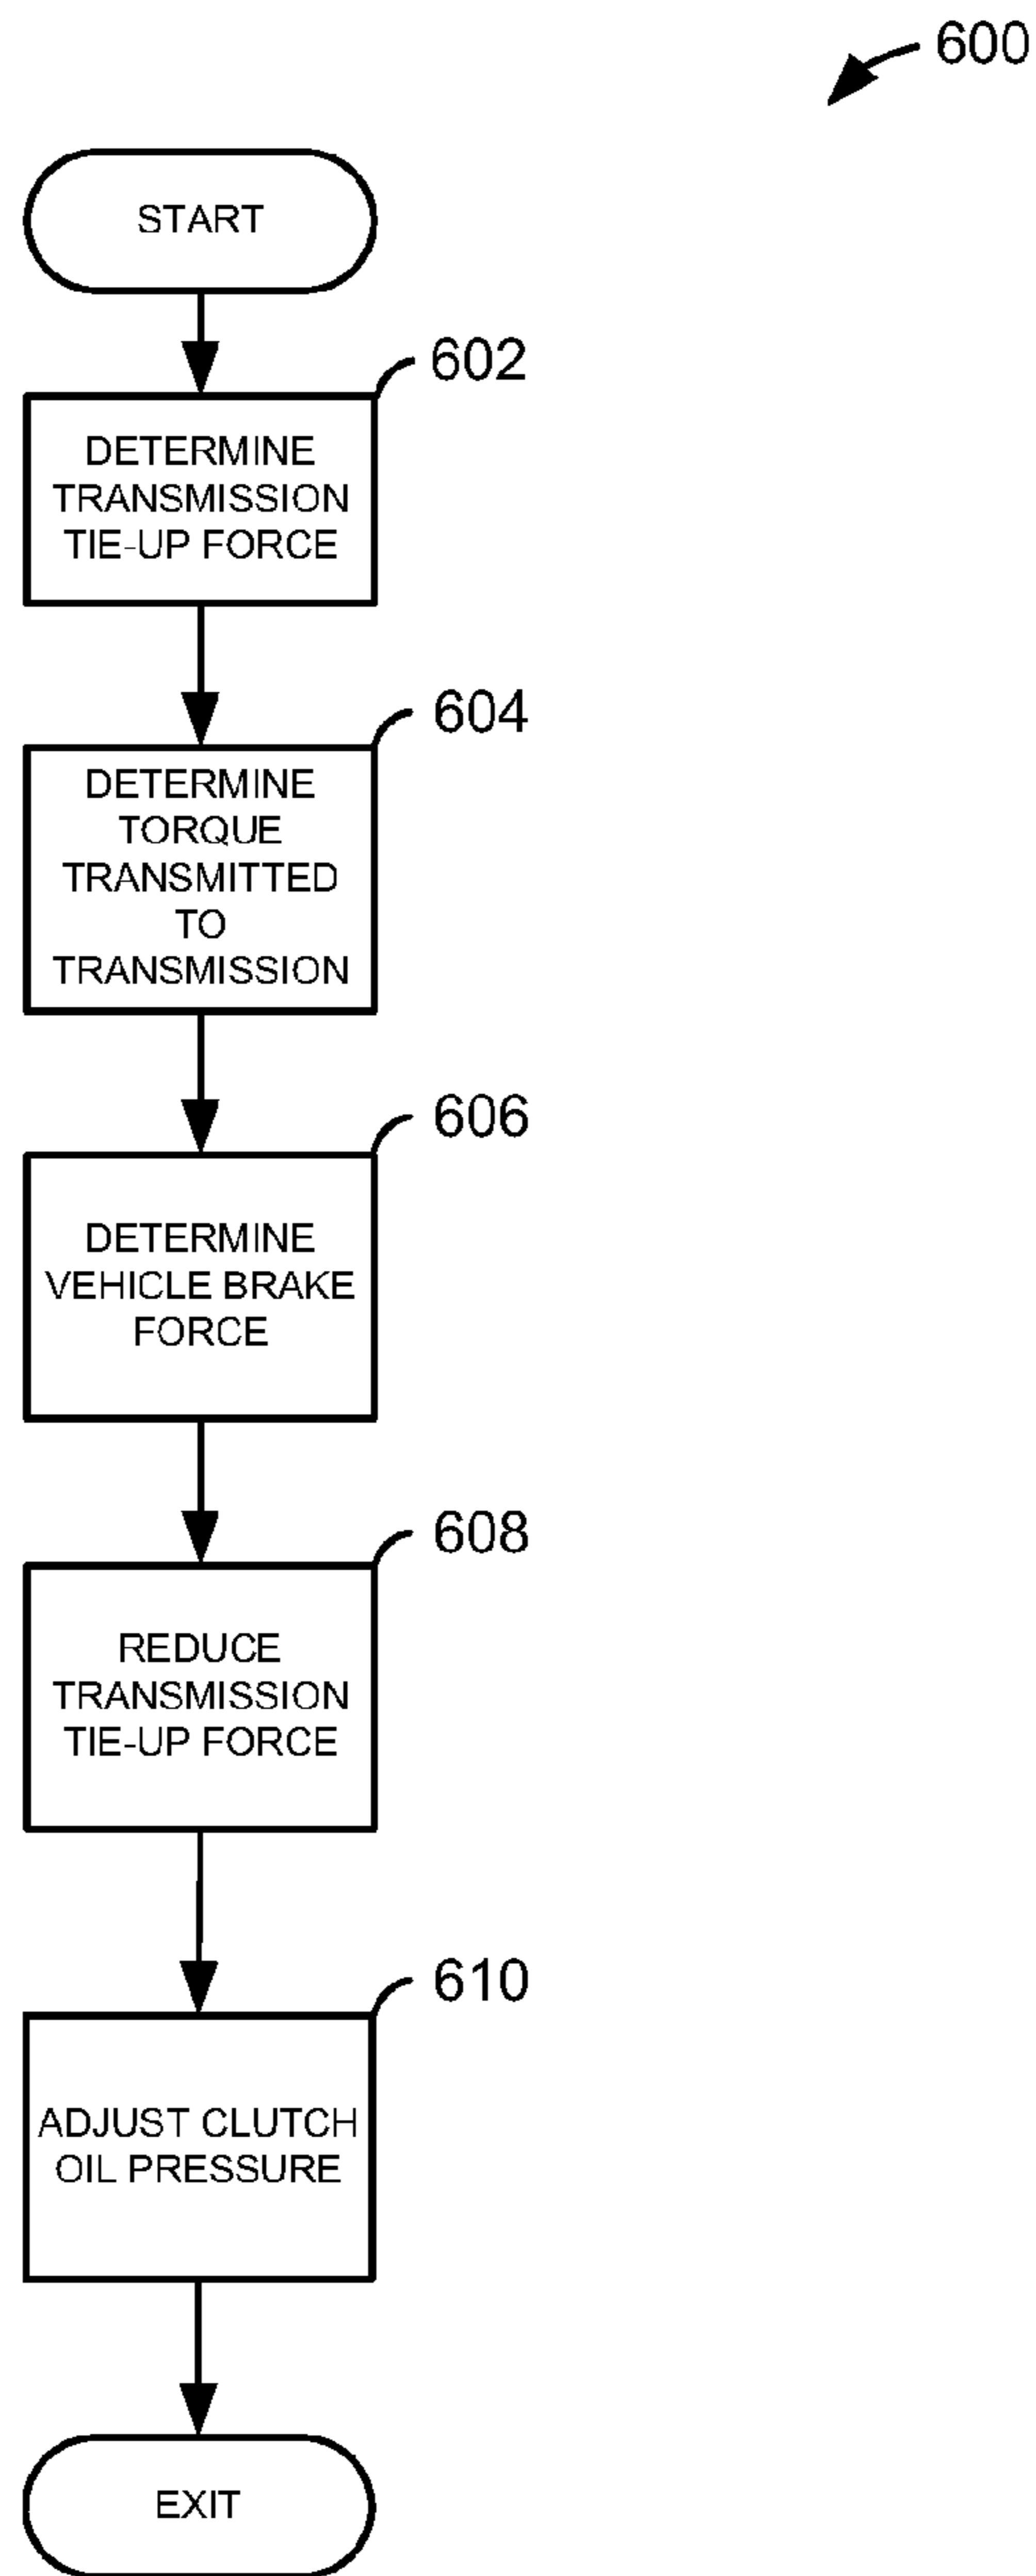 600
START
602
DETERMINE
TRANSMISSION
TIE-UP FORCE
604
DETERMINE
TORQUE
TRANSMITTED
TO
TRANSMISSION
606
DETERMINE
VEHICLE BRAKE
FORCE
608
REDUCE
TRANSMISSION
TIE-UP FORCE
610
ADJUST CLUTCH
OIL PRESSURE
EXIT